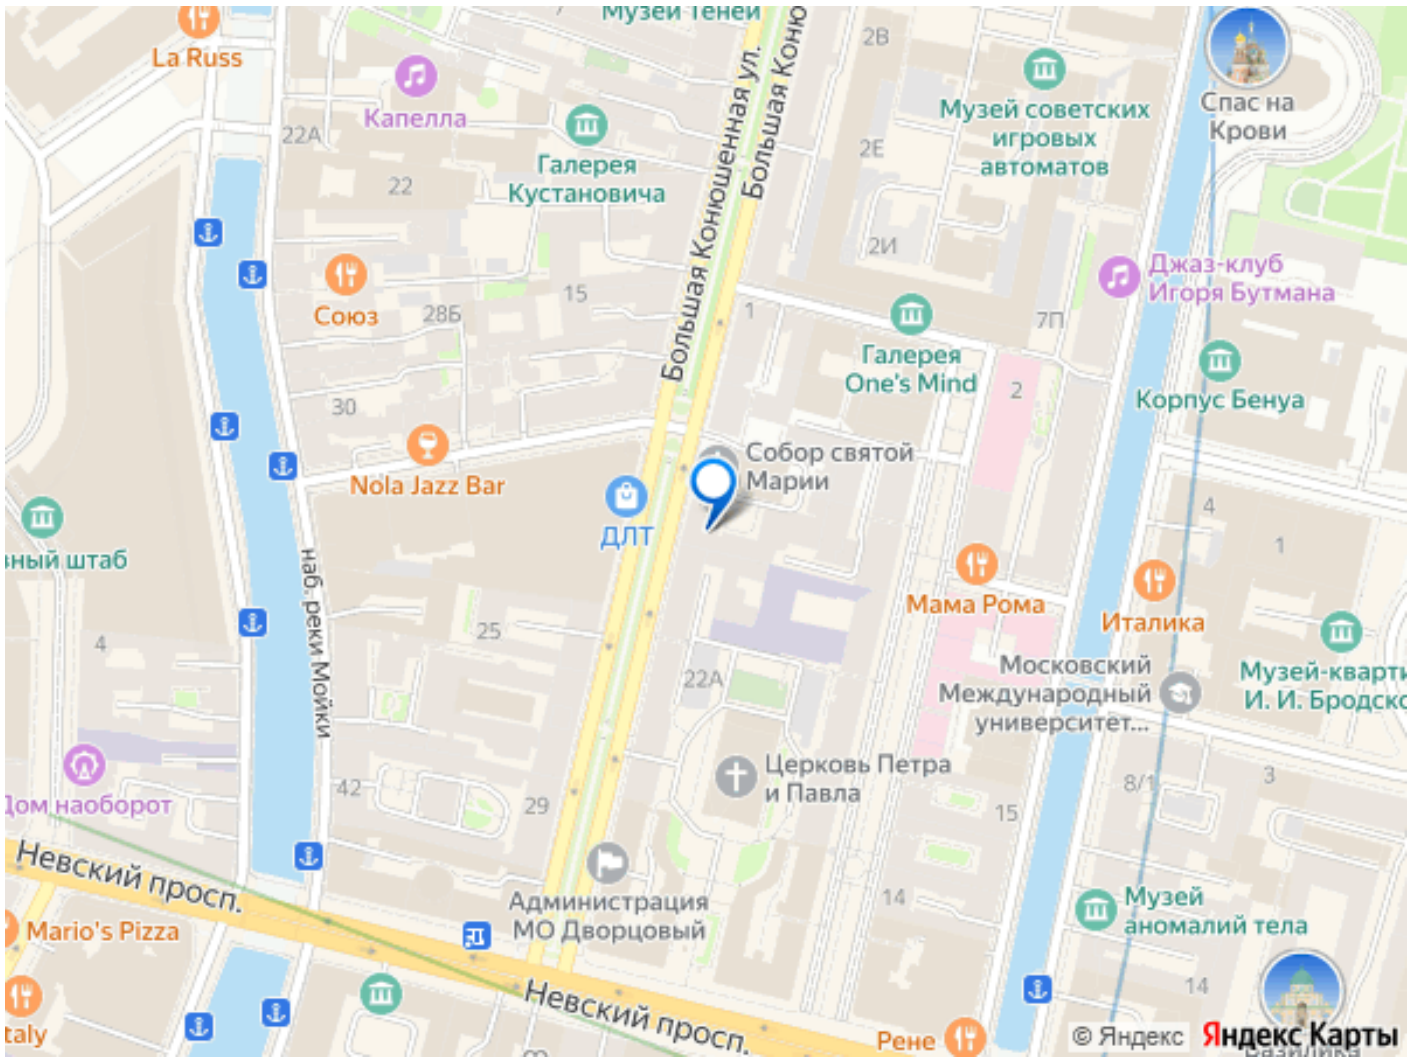 Музей Теней
La Russ
2В
Капелла
Большая Конюшенная ул.
Музей советских
игровых
автоматов
Спас на
Крови
22А
Галерея
Кустановича
2Е
22
2И
Джаз-клуб
Игоря Бутмана
Союз
28Б
15
1
7П
Галерея
One's Mind
2
Корпус Бенуа
30
Nola Jazz Bar
Собор святой
Марии
ДЛТ
4
1
вный штаб
наб. реки Мойки
Мама Рома
Италика
25
4
22А
Московский
Международный
университет...
Музей-кварти
И. И. Бродско
Дом наоборот
42
29
Церковь Петра
и Павла
8/1
3
15
Невский просп.
Администрация
МО Дворцовый
14
Музей
аномалий тела
Mario's Pizza
14
Невский просп.
Рене
taly
© Яндекс
Яндекс Карты